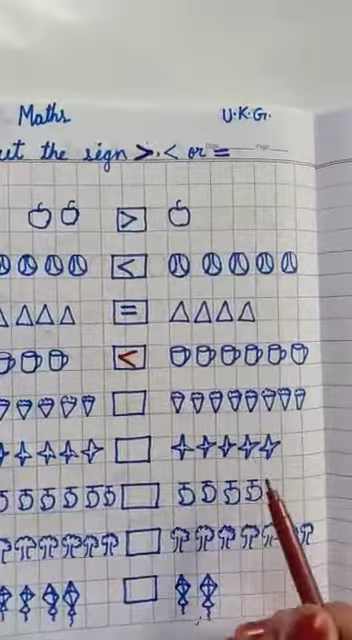 Maths U.K.G.
ut the sign >, < or =
>
<
=
<